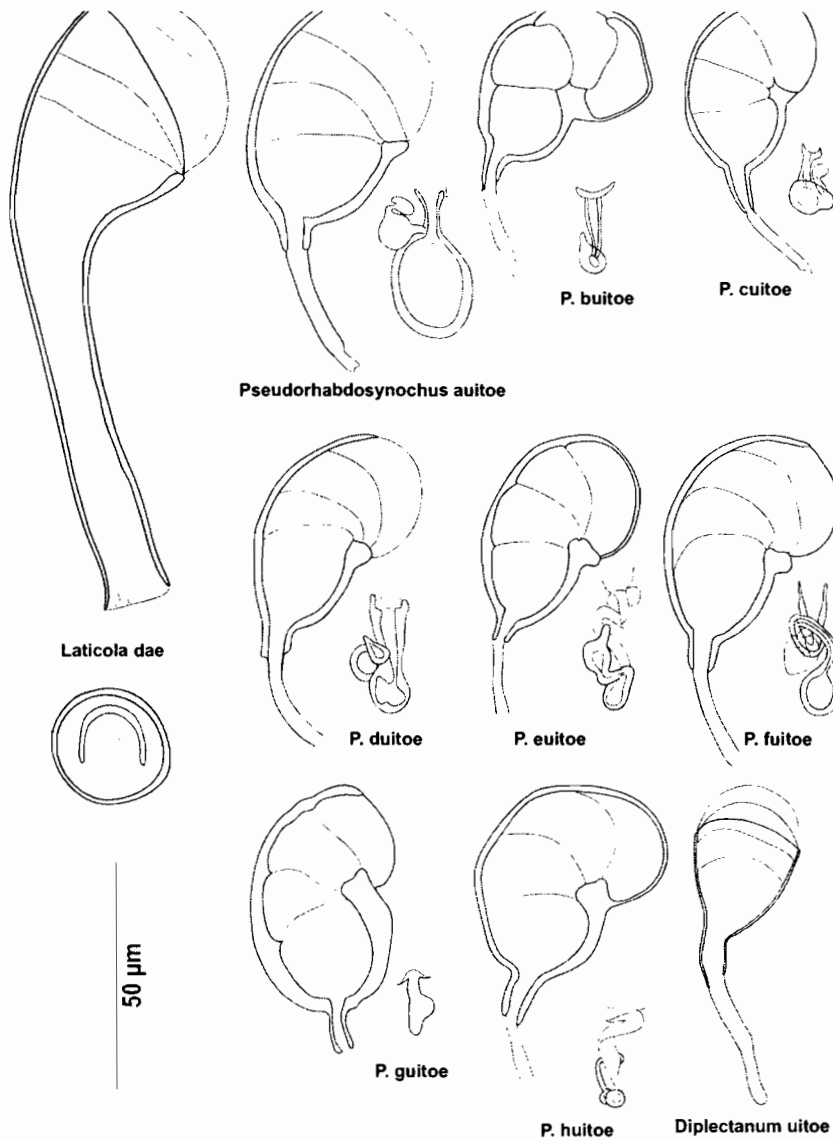 P. buitoe
P. cuitoe
Pseudorhabdosynochus auitoe
Laticola dae
P. duitoe
P. euitoe
P. fuitoe
50 µm
P. guitoe
P. huitoe
Diplectanum uitoe